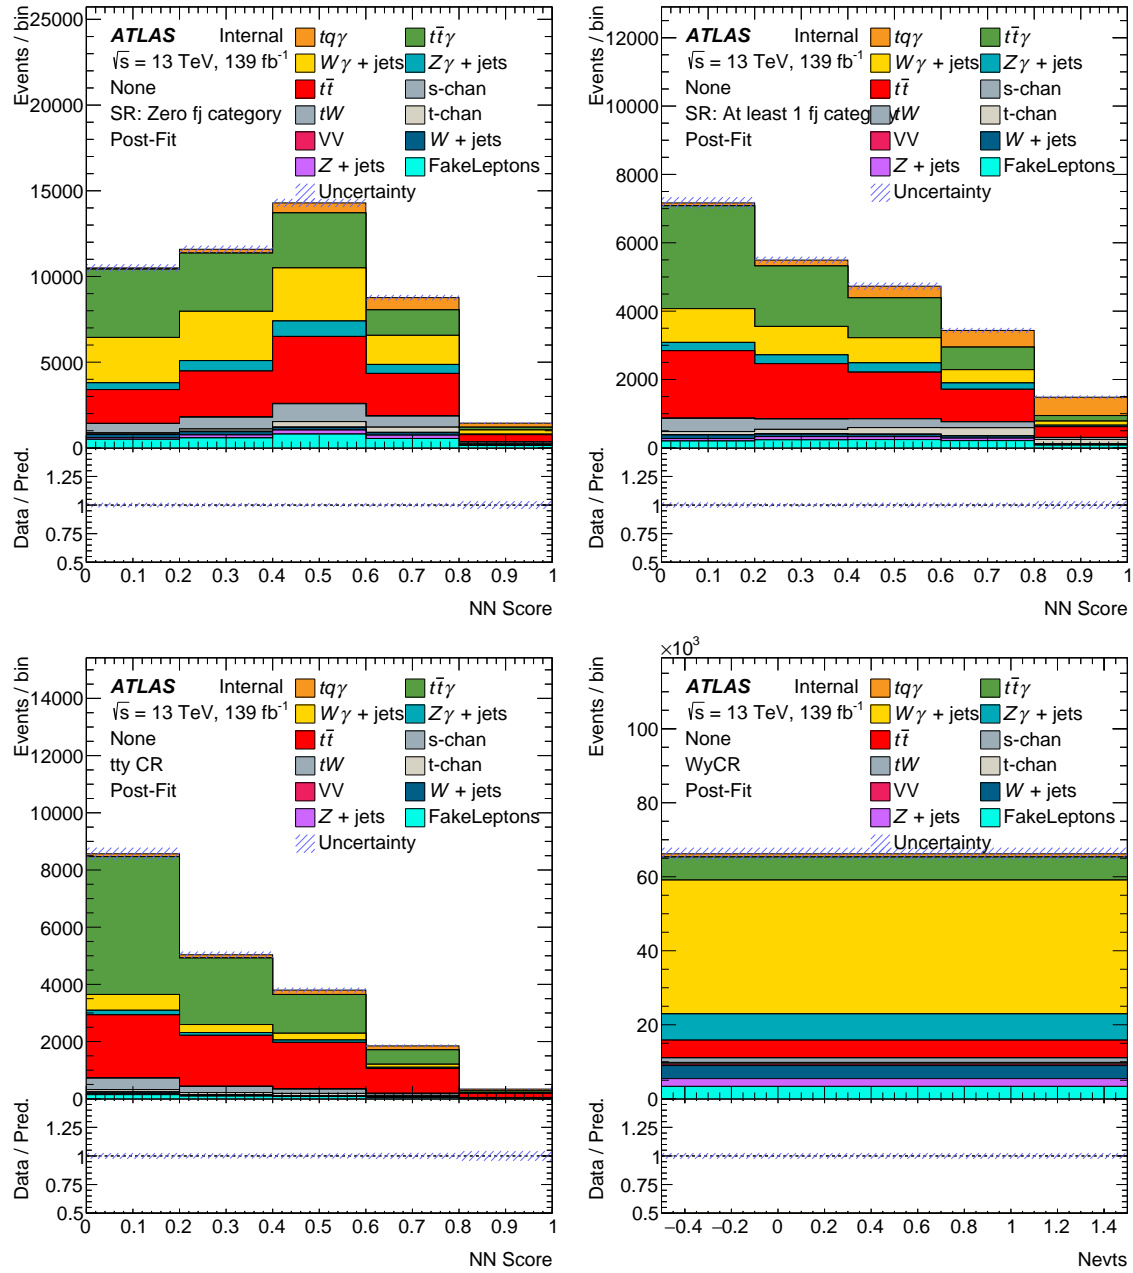 Events / bin
25000
20000
15000
10000
5000
0
ATLAS Internal
√s = 13 TeV, 139 fb-1
None
SR: Zero fj category
Post-Fit
tqγ
tt̄γ
Wγ + jets
Zγ + jets
tt̄
s-chan
tW
t-chan
VV
W + jets
Z + jets
FakeLeptons
Uncertainty
Data / Pred.
1.25
1
0.75
0.5
0 0.1 0.2 0.3 0.4 0.5 0.6 0.7 0.8 0.9 1
NN Score
Events / bin
12000
10000
8000
6000
4000
2000
0
ATLAS Internal
√s = 13 TeV, 139 fb-1
None
SR: At least 1 fj category
Post-Fit
tqγ
tt̄γ
Wγ + jets
Zγ + jets
tt̄
s-chan
tW
t-chan
VV
W + jets
Z + jets
FakeLeptons
Uncertainty
Data / Pred.
1.25
1
0.75
0.5
0 0.1 0.2 0.3 0.4 0.5 0.6 0.7 0.8 0.9 1
NN Score
Events / bin
14000
12000
10000
8000
6000
4000
2000
0
ATLAS Internal
√s = 13 TeV, 139 fb-1
None
tty CR
Post-Fit
tqγ
tt̄γ
Wγ + jets
Zγ + jets
tt̄
s-chan
tW
t-chan
VV
W + jets
Z + jets
FakeLeptons
Uncertainty
Data / Pred.
1.25
1
0.75
0.5
0 0.1 0.2 0.3 0.4 0.5 0.6 0.7 0.8 0.9 1
NN Score
×103
Events / bin
100
80
60
40
20
0
ATLAS Internal
√s = 13 TeV, 139 fb-1
None
WyCR
Post-Fit
tqγ
tt̄γ
Wγ + jets
Zγ + jets
tt̄
s-chan
tW
t-chan
VV
W + jets
Z + jets
FakeLeptons
Uncertainty
Data / Pred.
1.25
1
0.75
0.5
−0.4 −0.2 0 0.2 0.4 0.6 0.8 1 1.2 1.4
Nevts